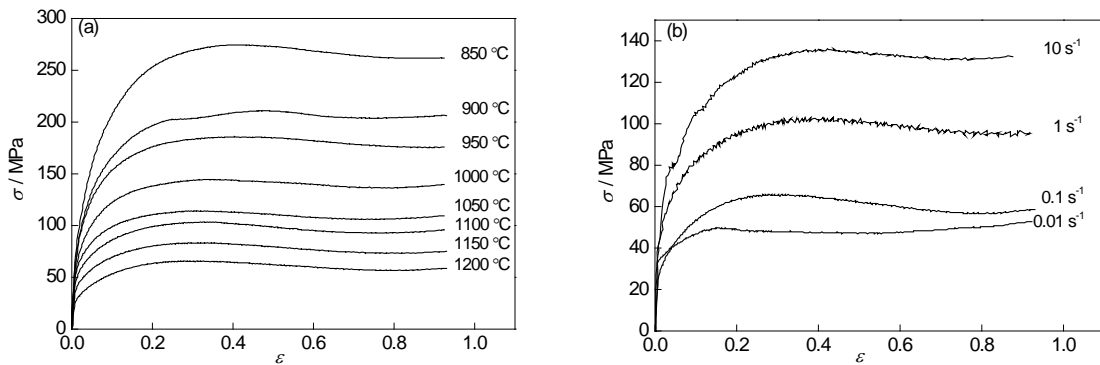 (a)
300
250
200
150
100
50
0
σ / MPa
850 °C
900 °C
950 °C
1000 °C
1050 °C
1100 °C
1150 °C
1200 °C
0.0 0.2 0.4 0.6 0.8 1.0
ε
(b)
140
120
100
80
60
40
20
0
σ / MPa
10 s⁻¹
1 s⁻¹
0.1 s⁻¹
0.01 s⁻¹
0.0 0.2 0.4 0.6 0.8 1.0
ε